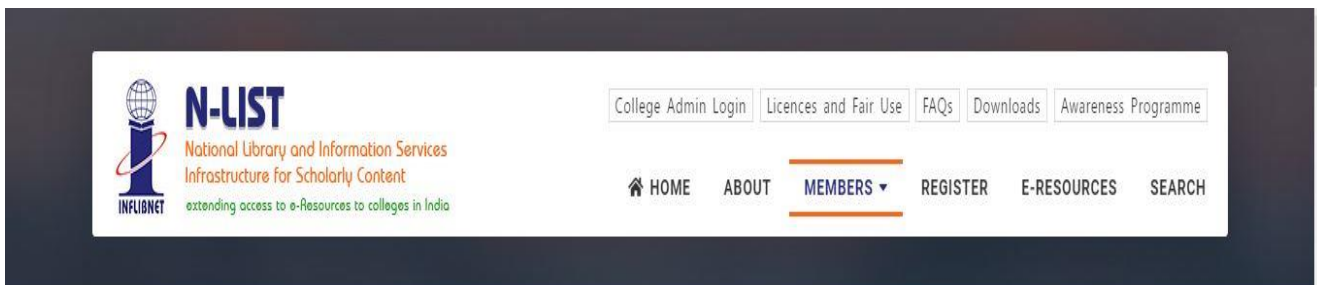 INFLIBNET
N-LIST
National Library and Information Services
Infrastructure for Scholarly Content
extending access to e-Resources to colleges in India
College Admin Login Licences and Fair Use FAQs Downloads Awareness Programme
HOME ABOUT MEMBERS REGISTER E-RESOURCES SEARCH